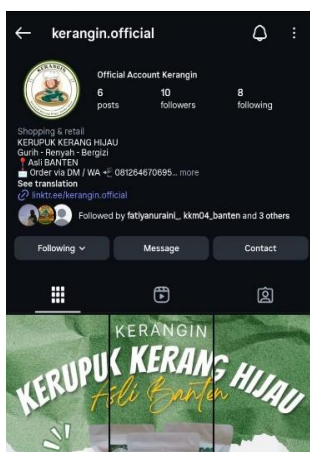 kerangin.official
KERANGIN
Official Account Kerangin
6 10 8
posts followers following
Shopping & retail
KERUPUK KERANG HIJAU
Gurih - Renyah - Bergizi
📍Asli BANTEN
Order via DM / WA 081264670695... more
See translation
linktr.ee/kerangin.official
Followed by fatiyanuraini_, kkm04_banten and 3 others
Following Message Contact
KERANGIN
KERUPUK KERANG HIJAU
Asli Banten